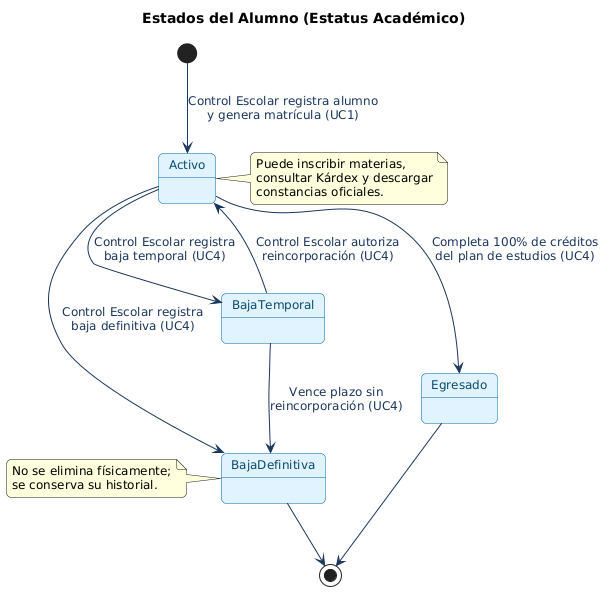 Estados del Alumno (Estatus Académico)
Control Escolar registra alumno
y genera matrícula (UC1)
Activo
Puede inscribir materias,
consultar Kárdex y descargar
constancias oficiales.
Control Escolar registra
baja temporal (UC4)
Control Escolar autoriza
reincorporación (UC4)
Completa 100% de créditos
del plan de estudios (UC4)
Control Escolar registra
baja definitiva (UC4)
BajaTemporal
Egresado
Vence plazo sin
reincorporación (UC4)
BajaDefinitiva
No se elimina físicamente;
se conserva su historial.